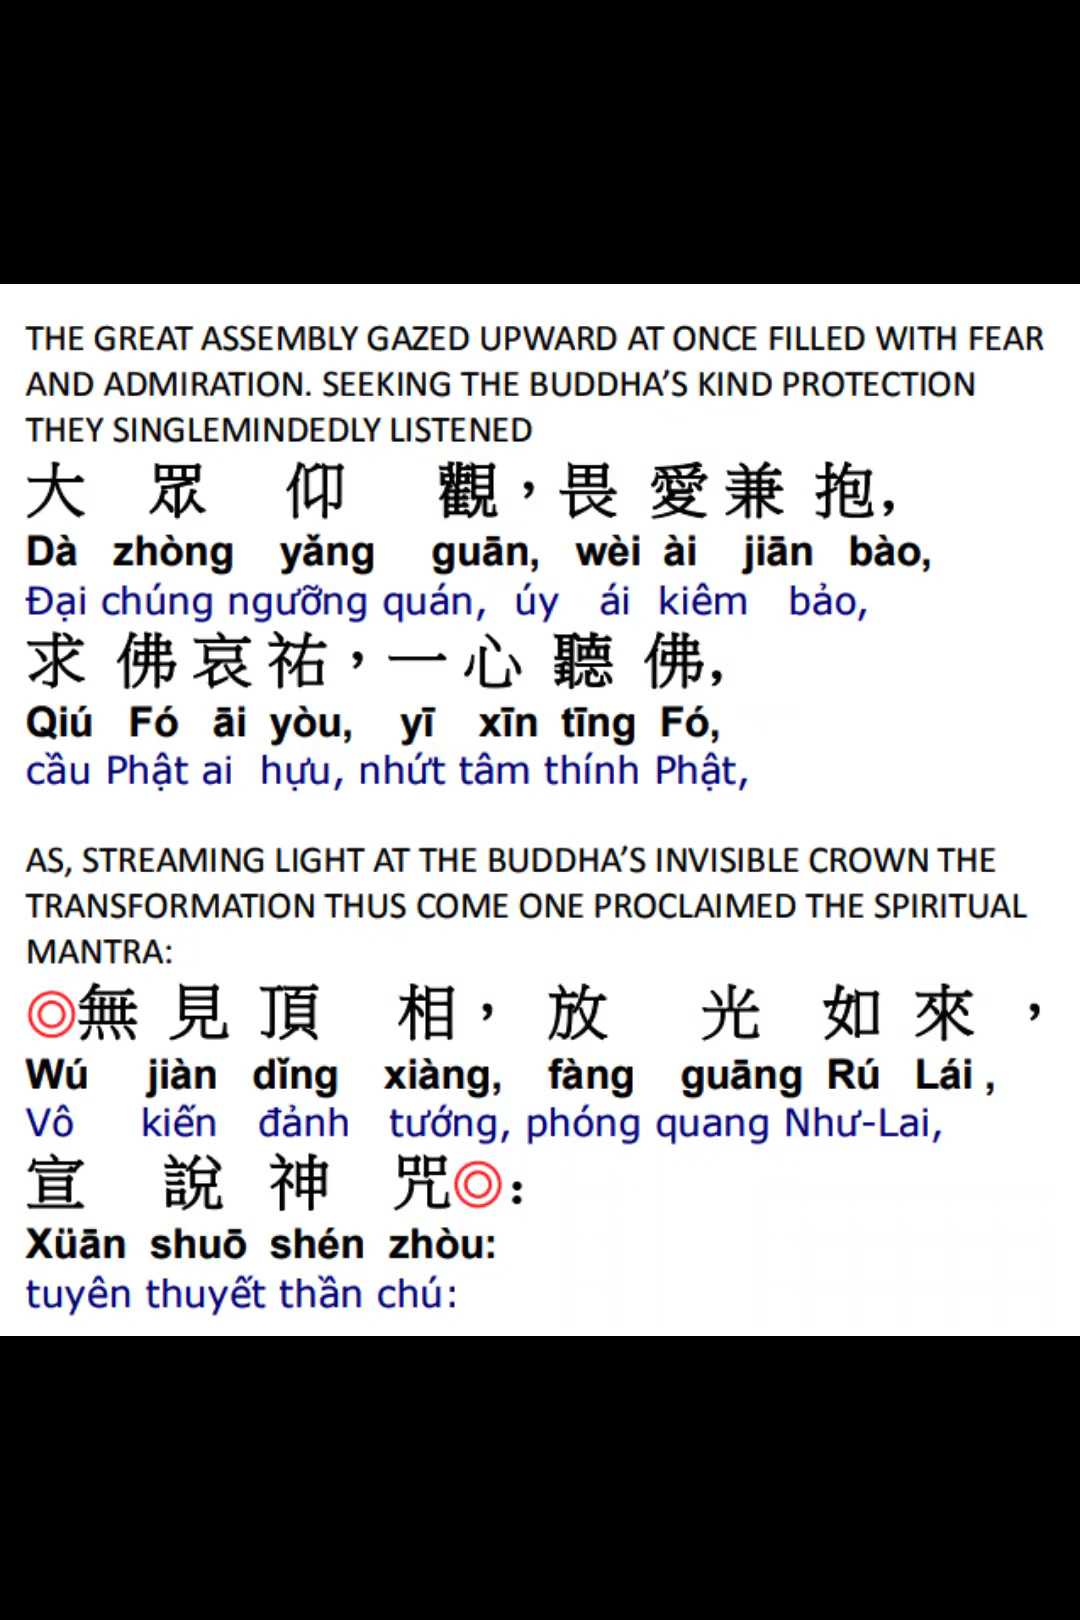 THE GREAT ASSEMBLY GAZED UPWARD AT ONCE FILLED WITH FEAR
AND ADMIRATION. SEEKING THE BUDDHA’S KIND PROTECTION
THEY SINGLEMINDEDLY LISTENED
大 眾 仰 觀，畏 愛 兼 抱,
Dà zhòng yǎng guān, wèi ài jiān bào,
Đại chúng ngưỡng quán, úy ái kiêm bảo,
求 佛 哀 祐，一 心 聽 佛,
Qiú Fó āi yòu, yī xīn tīng Fó,
cầu Phật ai hựu, nhứt tâm thính Phật,
AS, STREAMING LIGHT AT THE BUDDHA’S INVISIBLE CROWN THE
TRANSFORMATION THUS COME ONE PROCLAIMED THE SPIRITUAL
MANTRA:
◎無 見 頂 相，放 光 如 來 ，
Wú jiàn dǐng xiàng, fàng guāng Rú Lái ,
Vô kiến đảnh tướng, phóng quang Như-Lai,
宣 說 神 咒◎:
Xüān shuō shén zhòu:
tuyên thuyết thần chú: